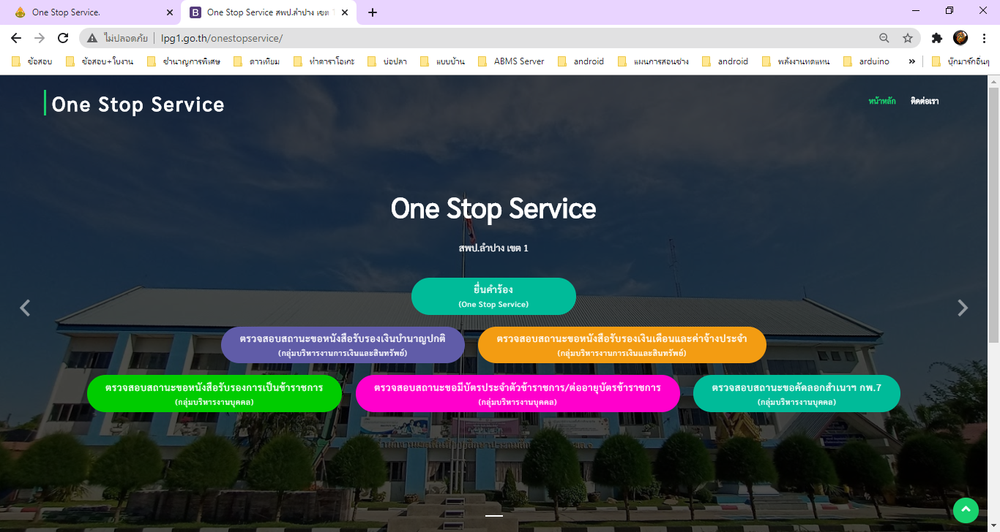 One Stop Service.
One Stop Service สพป.ลำปาง เขต 1
ไม่ปลอดภัย
lpg1.go.th/onestopservice/
ข้อสอบ
ข้อสอบ+ใบงาน
ชำนาญการพิเศษ
ดาวเทียม
ทำคาราโอเกะ
บ่อปลา
แบบบ้าน
ABMS Server
android
แผนการสอนช่าง
android
พลังงานทดแทน
arduino
บุ๊กมาร์กอื่นๆ
One Stop Service
หน้าหลัก
ติดต่อเรา
One Stop Service
สพป.ลำปาง เขต 1
ยื่นคำร้อง
(One Stop Service)
ตรวจสอบสถานะขอหนังสือรับรองเงินบำนาญปกติ
(กลุ่มบริหารงานการเงินและสินทรัพย์)
ตรวจสอบสถานะขอหนังสือรับรองเงินเดือนและค่าจ้างประจำ
(กลุ่มบริหารงานการเงินและสินทรัพย์)
ตรวจสอบสถานะขอหนังสือรับรองการเป็นข้าราชการ
(กลุ่มบริหารงานบุคคล)
ตรวจสอบสถานะขอมีบัตรประจำตัวข้าราชการ/ต่ออายุบัตรข้าราชการ
(กลุ่มบริหารงานบุคคล)
ตรวจสอบสถานะขอคัดลอกสำเนาฯ กพ.7
(กลุ่มบริหารงานบุคคล)